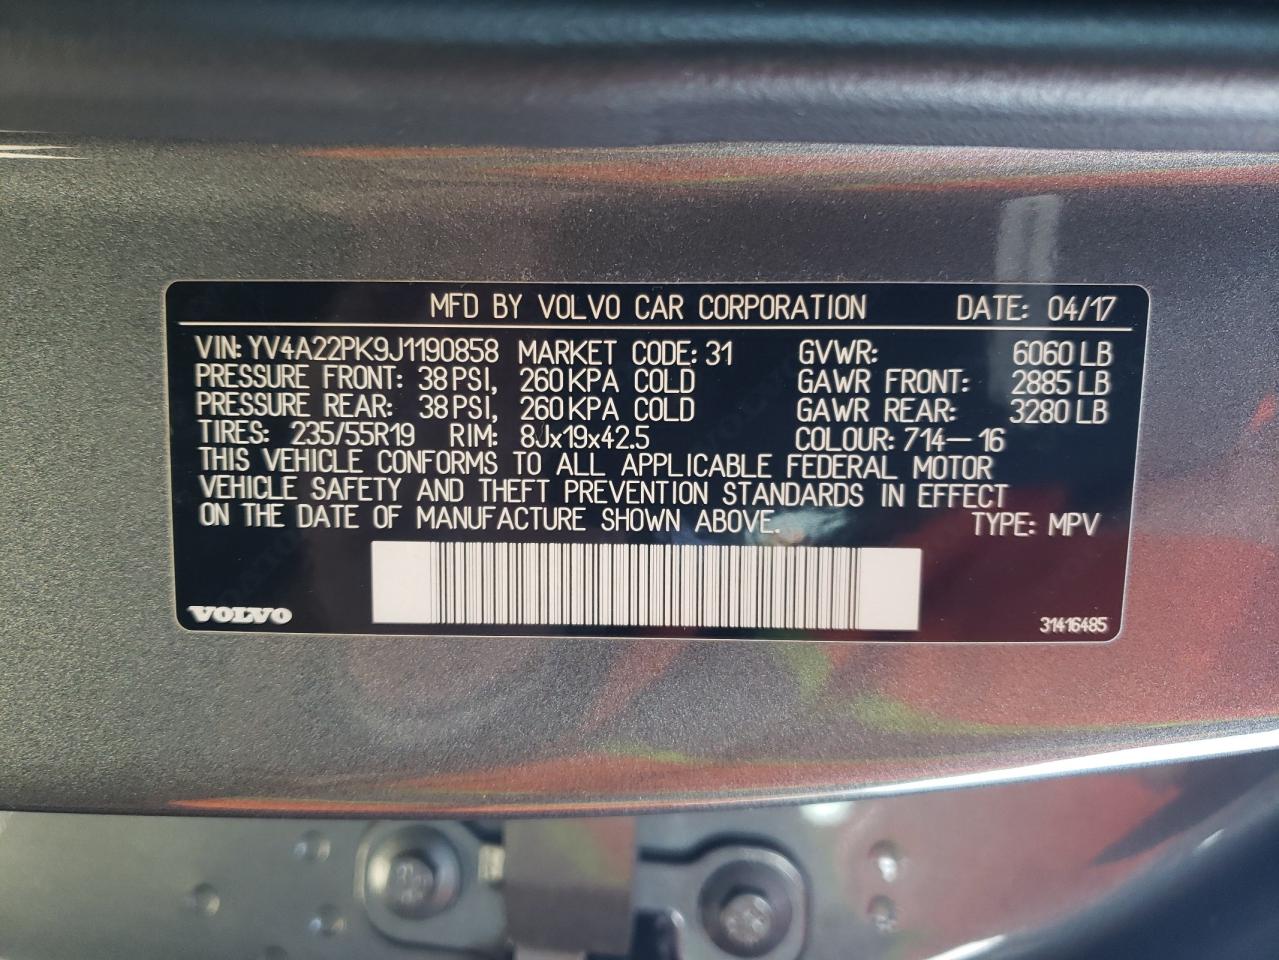 MFD BY VOLVO CAR CORPORATION DATE: 04/17
VIN: YV4A22PK9J1190858 MARKET CODE: 31 GVWR: 6060 LB
PRESSURE FRONT: 38 PSI, 260 KPA COLD GAWR FRONT: 2885 LB
PRESSURE REAR: 38 PSI, 260 KPA COLD GAWR REAR: 3280 LB
TIRES: 235/55R19 RIM: 8Jx19x42.5 COLOUR: 714-16
THIS VEHICLE CONFORMS TO ALL APPLICABLE FEDERAL MOTOR
VEHICLE SAFETY AND THEFT PREVENTION STANDARDS IN EFFECT
ON THE DATE OF MANUFACTURE SHOWN ABOVE. TYPE: MPV
VOLVO 31416485